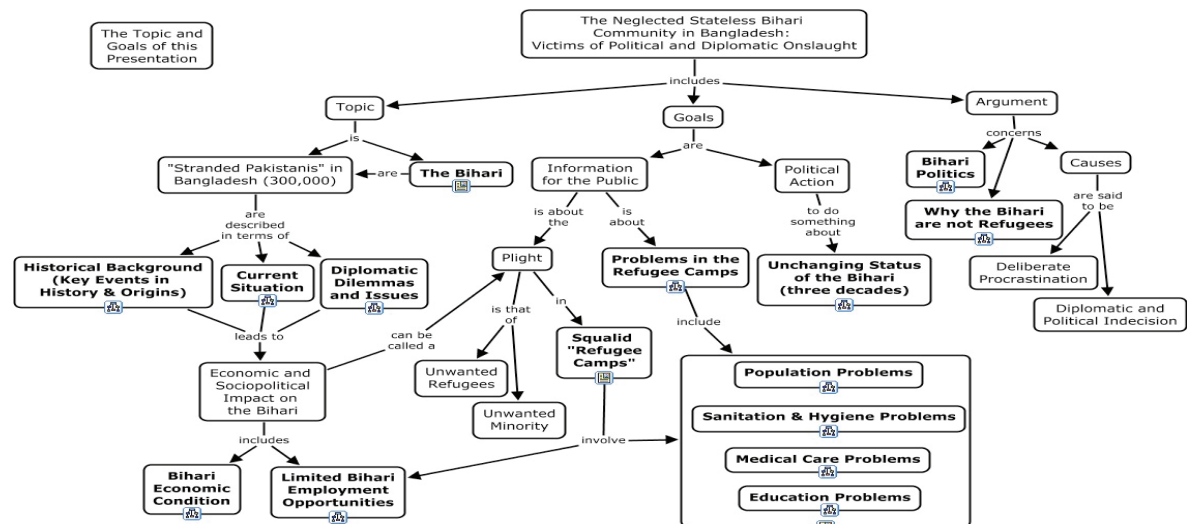 The Topic and
Goals of this
Presentation
The Neglected Stateless Bihari
Community in Bangladesh:
Victims of Political and Diplomatic Onslaught
includes
Topic
Goals
Argument
is
are
concerns
"Stranded Pakistanis" in
Bangladesh (300,000)
are
The Bihari
Information
for the Public
Political
Action
Bihari
Politics
Causes
are
described
in terms of
is about
the
is
about
to do
something
about
Why the Bihari
are not Refugees
are said
to be
Historical Background
(Key Events in
History & Origins)
Current
Situation
Diplomatic
Dilemmas
and Issues
Plight
Problems in the
Refugee Camps
Unchanging Status
of the Bihari
(three decades)
Deliberate
Procrastination
Diplomatic and
Political Indecision
leads to
can be
called a
is that
of
in
include
Economic and
Sociopolitical
Impact on
the Bihari
Unwanted
Refugees
Squalid
"Refugee
Camps"
Unwanted
Minority
Population Problems
Sanitation & Hygiene Problems
Medical Care Problems
Education Problems
includes
involve
Bihari
Economic
Condition
Limited Bihari
Employment
Opportunities